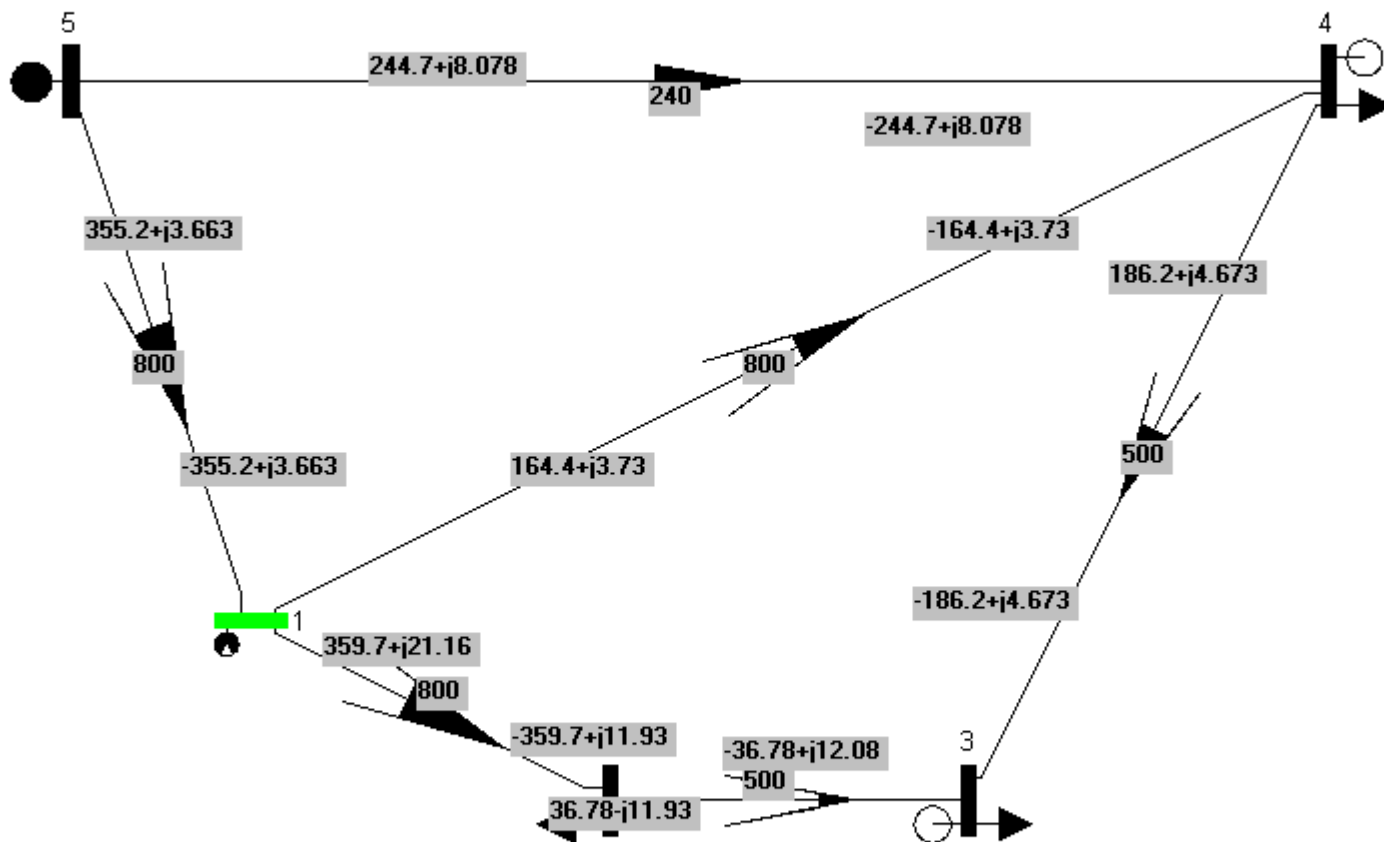 5
4
244.7+j8.078
240
-244.7+j8.078
355.2+j3.663
-164.4+j3.73
186.2+j4.673
800
800
500
-355.2+j3.663
164.4+j3.73
-186.2+j4.673
1
359.7+j21.16
800
-359.7+j11.93
-36.78+j12.08
3
500
36.78-j11.93